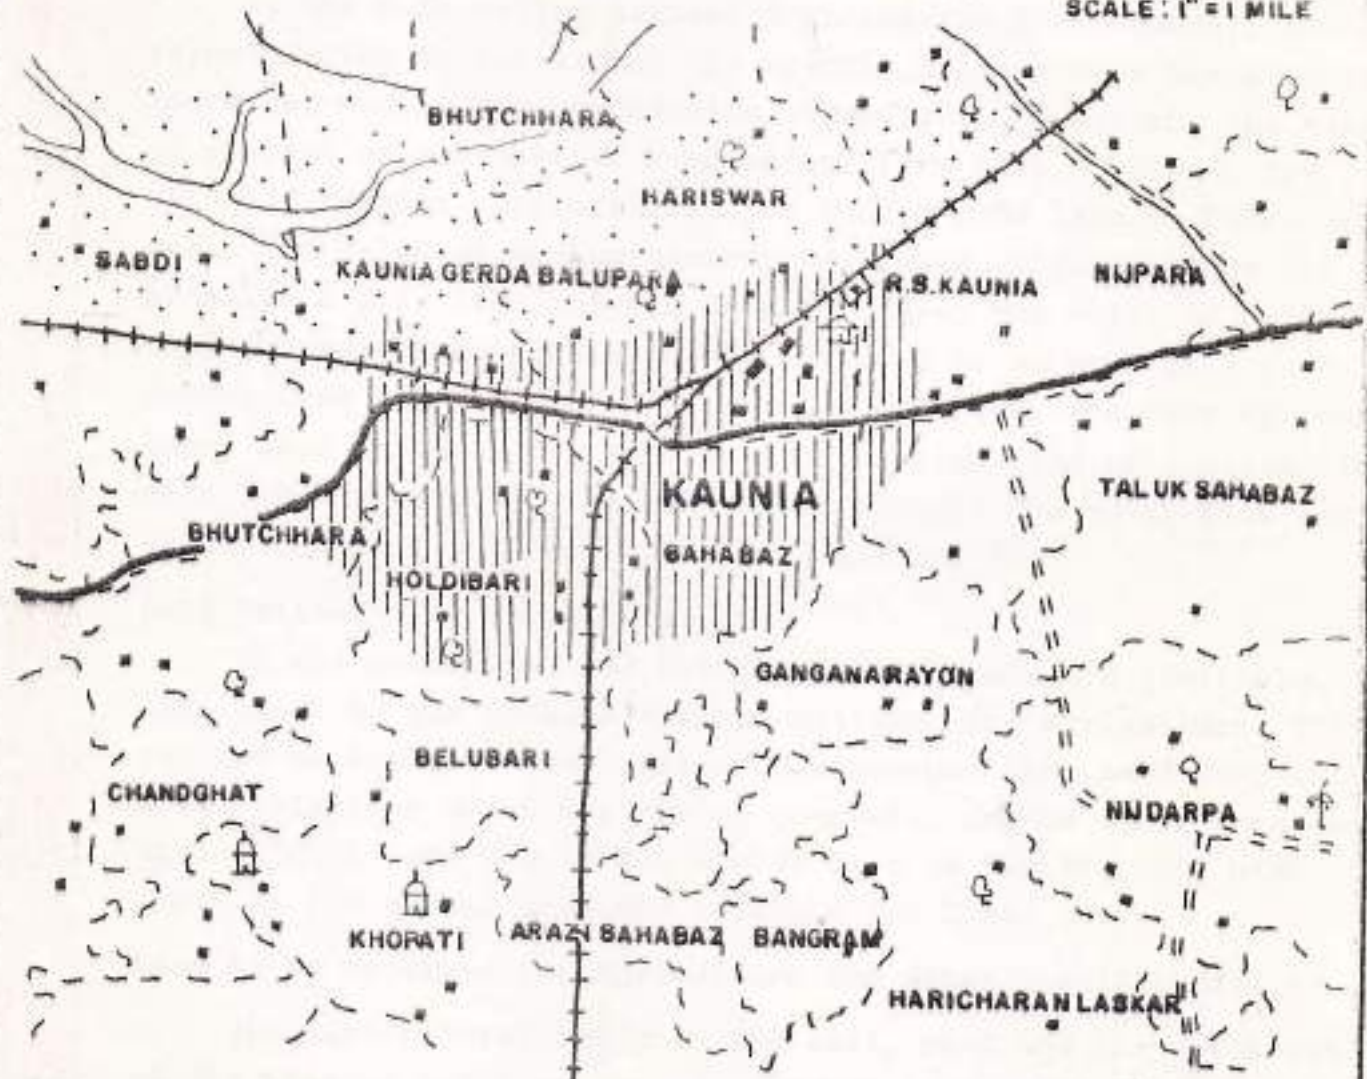 SCALE: 1" = 1 MILE
BHUTCHHARA
HARISWAR
SABDI
KAUNIA GERDA BALUPARA
R.S. KAUNIA
NIJPARA
KAUNIA
TALUK SAHABAZ
BHUTCHHARA
HOLDIBARI
SAHABAZ
GANGANARAYON
BELUBARI
CHANDGHAT
NIJDARPA
KHOPATI
ARAZI SAHABAZ
BANGRAM
HARICHARAN LASKAR